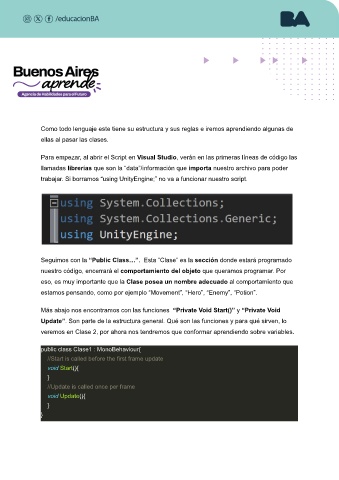 /educacionBA
BA
Buenos Aires
aprende
Agencia de Habilidades para el Futuro
Como todo lenguaje este tiene su estructura y sus reglas e iremos aprendiendo algunas de
ellas al pasar las clases.
Para empezar, al abrir el Script en Visual Studio, verán en las primeras líneas de código las
llamadas librerías que son la “data”/información que importa nuestro archivo para poder
trabajar. Si borramos “using UnityEngine;” no va a funcionar nuestro script.
using System.Collections;
using System.Collections.Generic;
using UnityEngine;
Seguimos con la “Public Class…”. Esta “Clase” es la sección donde estará programado
nuestro código, encerrará el comportamiento del objeto que queramos programar. Por
eso, es muy importante que la Clase posea un nombre adecuado al comportamiento que
estamos pensando, como por ejemplo “Movement”, “Hero”, “Enemy”, “Potion”.
Más abajo nos encontramos con las funciones “Private Void Start()” y “Private Void
Update”. Son parte de la estructura general. Qué son las funciones y para qué sirven, lo
veremos en Clase 2, por ahora nos tendremos que conformar aprendiendo sobre variables.
public class Clase1 : MonoBehaviour{
//Start is called before the first frame update
void Start(){
}
//Update is called once per frame
void Update(){
}
}